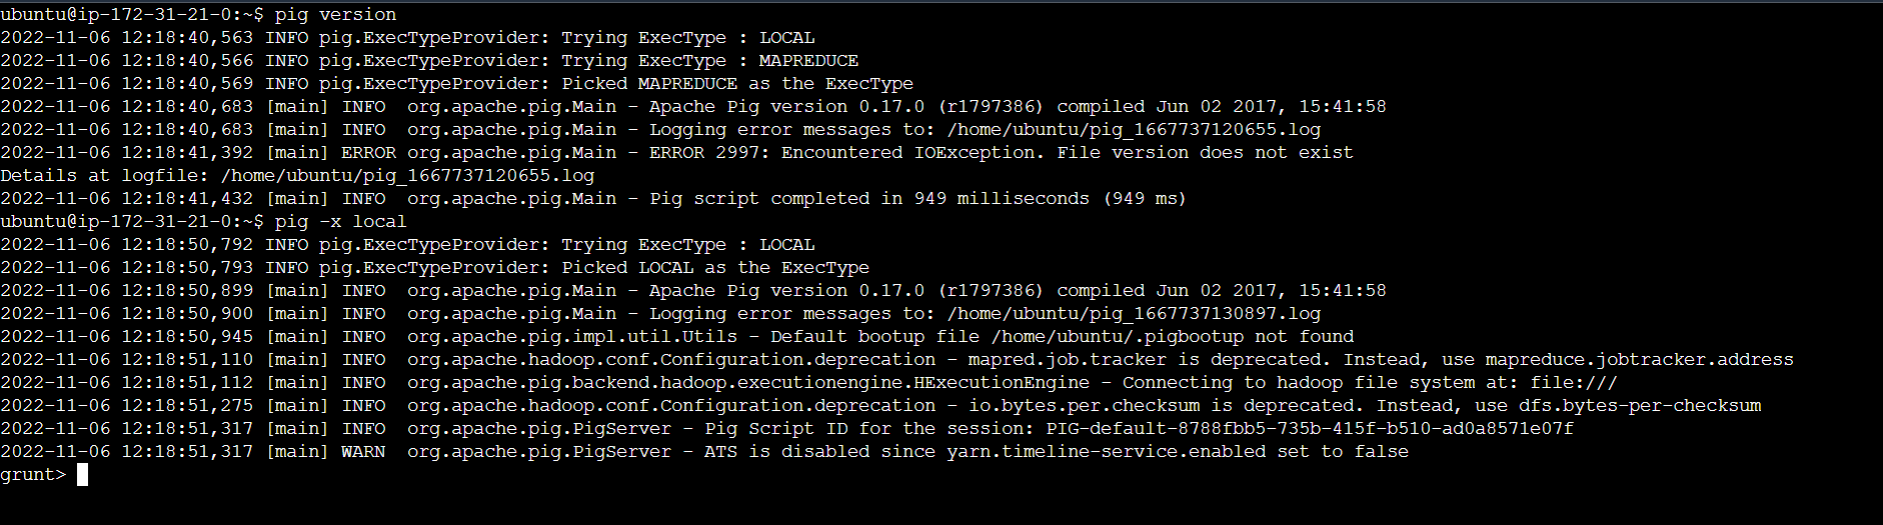 ubuntu@ip-172-31-21-0:~$ pig version
2022-11-06 12:18:40,563 INFO pig.ExecTypeProvider: Trying ExecType : LOCAL
2022-11-06 12:18:40,566 INFO pig.ExecTypeProvider: Trying ExecType : MAPREDUCE
2022-11-06 12:18:40,569 INFO pig.ExecTypeProvider: Picked MAPREDUCE as the ExecType
2022-11-06 12:18:40,683 [main] INFO  org.apache.pig.Main - Apache Pig version 0.17.0 (r1797386) compiled Jun 02 2017, 15:41:58
2022-11-06 12:18:40,683 [main] INFO  org.apache.pig.Main - Logging error messages to: /home/ubuntu/pig_1667737120655.log
2022-11-06 12:18:41,392 [main] ERROR org.apache.pig.Main - ERROR 2997: Encountered IOException. File version does not exist
Details at logfile: /home/ubuntu/pig_1667737120655.log
2022-11-06 12:18:41,432 [main] INFO  org.apache.pig.Main - Pig script completed in 949 milliseconds (949 ms)
ubuntu@ip-172-31-21-0:~$ pig -x local
2022-11-06 12:18:50,792 INFO pig.ExecTypeProvider: Trying ExecType : LOCAL
2022-11-06 12:18:50,793 INFO pig.ExecTypeProvider: Picked LOCAL as the ExecType
2022-11-06 12:18:50,899 [main] INFO  org.apache.pig.Main - Apache Pig version 0.17.0 (r1797386) compiled Jun 02 2017, 15:41:58
2022-11-06 12:18:50,900 [main] INFO  org.apache.pig.Main - Logging error messages to: /home/ubuntu/pig_1667737130897.log
2022-11-06 12:18:50,945 [main] INFO  org.apache.pig.impl.util.Utils - Default bootup file /home/ubuntu/.pigbootup not found
2022-11-06 12:18:51,110 [main] INFO  org.apache.hadoop.conf.Configuration.deprecation - mapred.job.tracker is deprecated. Instead, use mapreduce.jobtracker.address
2022-11-06 12:18:51,112 [main] INFO  org.apache.pig.backend.hadoop.executionengine.HExecutionEngine - Connecting to hadoop file system at: file:///
2022-11-06 12:18:51,275 [main] INFO  org.apache.hadoop.conf.Configuration.deprecation - io.bytes.per.checksum is deprecated. Instead, use dfs.bytes-per-checksum
2022-11-06 12:18:51,317 [main] INFO  org.apache.pig.PigServer - Pig Script ID for the session: PIG-default-8788fbb5-735b-415f-b510-ad0a8571e07f
2022-11-06 12:18:51,317 [main] WARN  org.apache.pig.PigServer - ATS is disabled since yarn.timeline-service.enabled set to false
grunt>